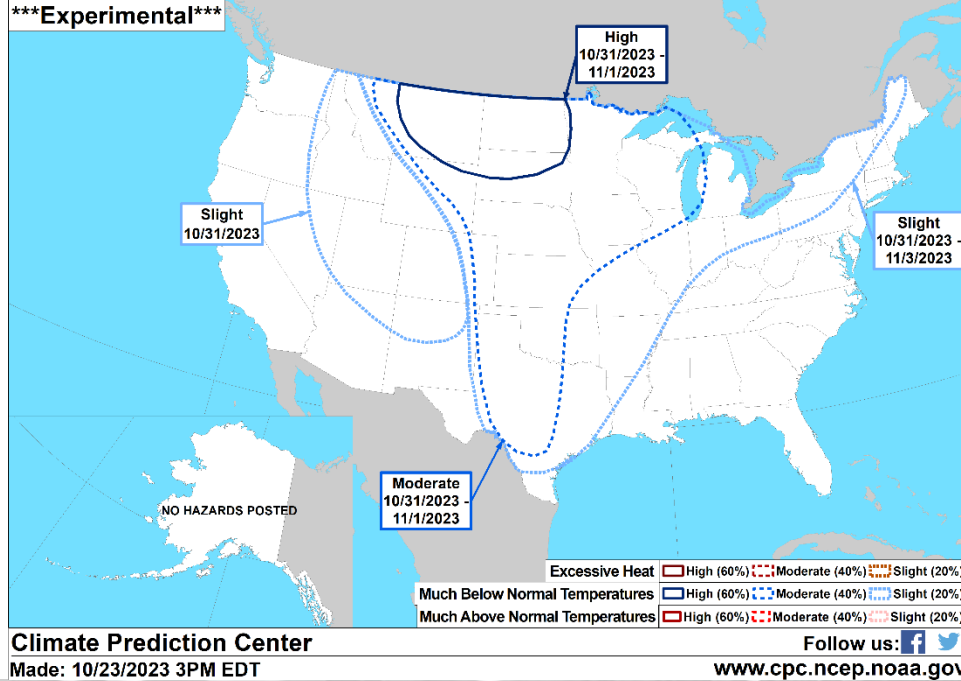 ***Experimental***
High
10/31/2023 -
11/1/2023
Slight
10/31/2023
Slight
10/31/2023 -
11/3/2023
Moderate
10/31/2023 -
11/1/2023
NO HAZARDS POSTED
Excessive Heat High (60%) Moderate (40%) Slight (20%)
Much Below Normal Temperatures High (60%) Moderate (40%) Slight (20%)
Much Above Normal Temperatures High (60%) Moderate (40%) Slight (20%)
Climate Prediction Center
Follow us:
Made: 10/23/2023 3PM EDT
www.cpc.ncep.noaa.gov